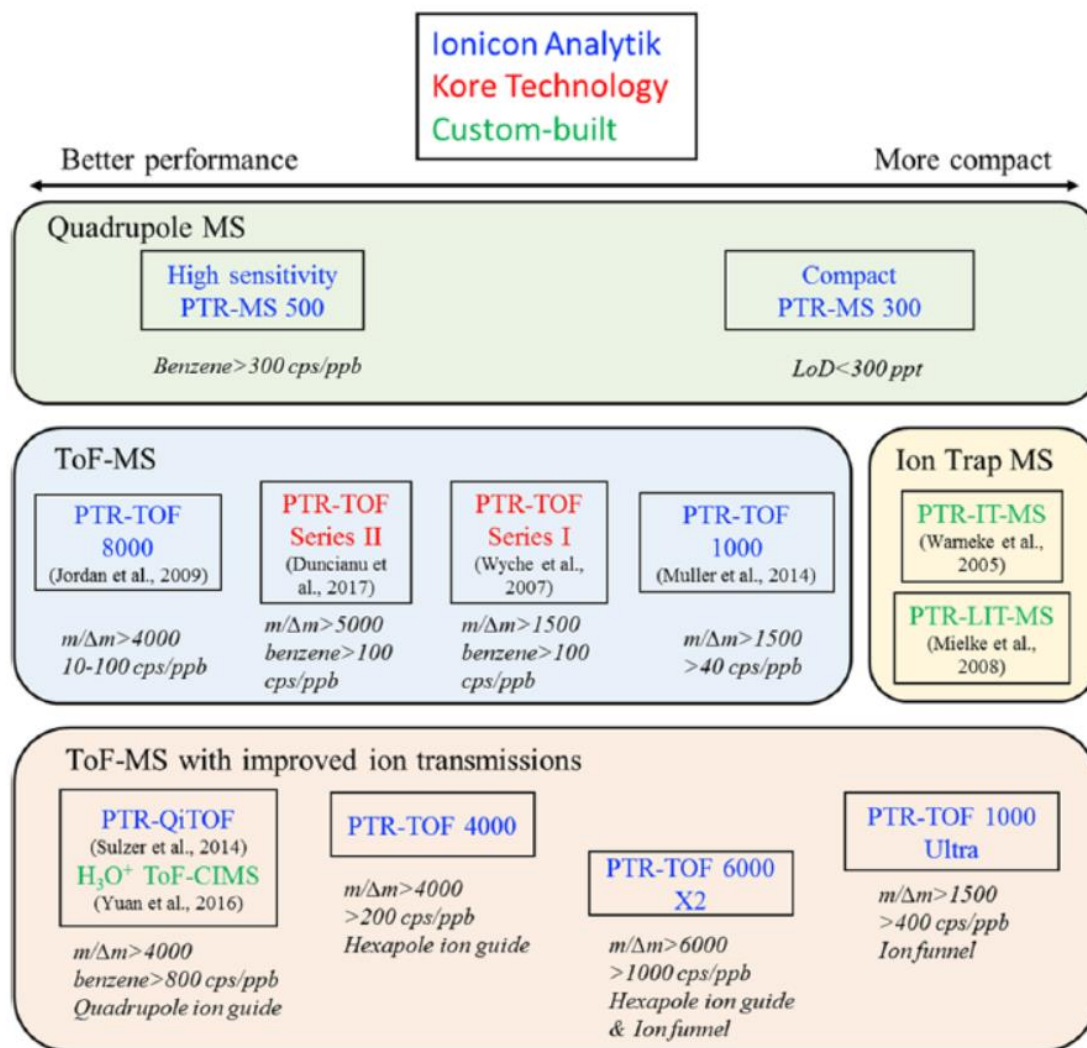 Ionicon Analytik
Kore Technology
Custom-built
Better performance
More compact
Quadrupole MS
High sensitivity
PTR-MS 500
Benzene>300 cps/ppb
Compact
PTR-MS 300
LoD<300 ppt
ToF-MS
PTR-TOF
8000
(Jordan et al., 2009)
m/Δm>4000
10-100 cps/ppb
PTR-TOF
Series II
(Duncianu et
al., 2017)
m/Δm>5000
benzene>100
cps/ppb
PTR-TOF
Series I
(Wyche et al.,
2007)
m/Δm>1500
benzene>100
cps/ppb
PTR-TOF
1000
(Muller et al., 2014)
m/Δm>1500
>40 cps/ppb
Ion Trap MS
PTR-IT-MS
(Warneke et al.,
2005)
PTR-LIT-MS
(Mielke et al.,
2008)
ToF-MS with improved ion transmissions
PTR-QiTOF
(Sulzer et al., 2014)
H₃O⁺ ToF-CIMS
(Yuan et al., 2016)
m/Δm>4000
benzene>800 cps/ppb
Quadrupole ion guide
PTR-TOF 4000
m/Δm>4000
>200 cps/ppb
Hexapole ion guide
PTR-TOF 6000
X2
m/Δm>6000
>1000 cps/ppb
Hexapole ion guide
& Ion funnel
PTR-TOF 1000
Ultra
m/Δm>1500
>400 cps/ppb
Ion funnel